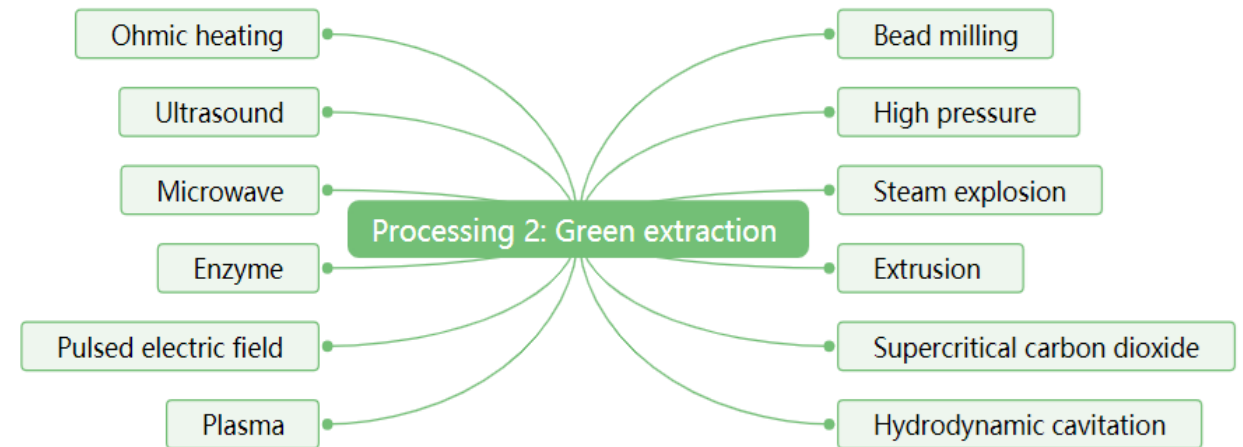 Ohmic heating
Ultrasound
Microwave
Enzyme
Pulsed electric field
Plasma
Processing 2: Green extraction
Bead milling
High pressure
Steam explosion
Extrusion
Supercritical carbon dioxide
Hydrodynamic cavitation